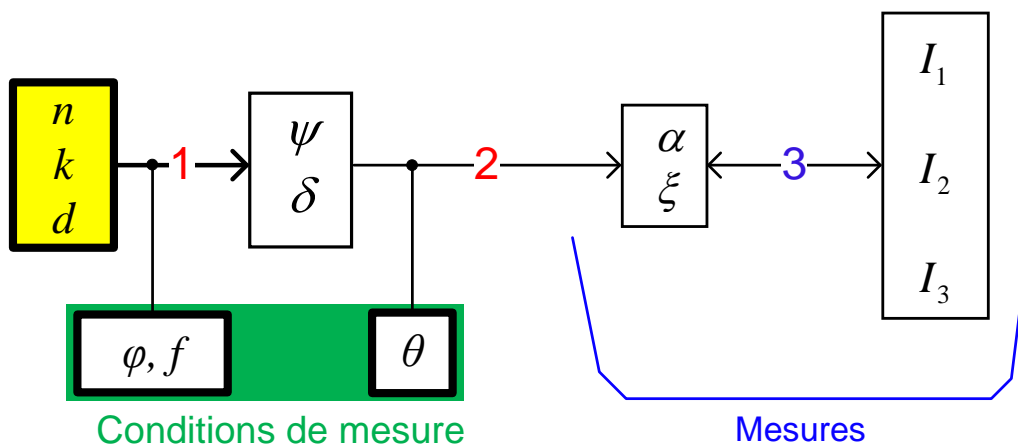 n
k
d
1
ψ
δ
2
α
ξ
3
I₁
I₂
I₃
φ, f
θ
Conditions de mesure
Mesures